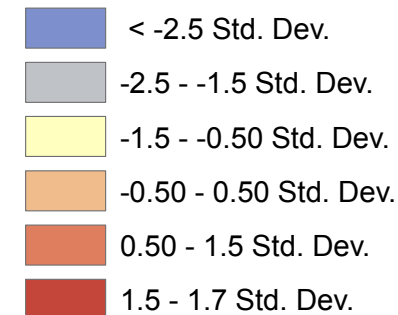 < -2.5 Std. Dev.
-2.5 - -1.5 Std. Dev.
-1.5 - -0.50 Std. Dev.
-0.50 - 0.50 Std. Dev.
0.50 - 1.5 Std. Dev.
1.5 - 1.7 Std. Dev.